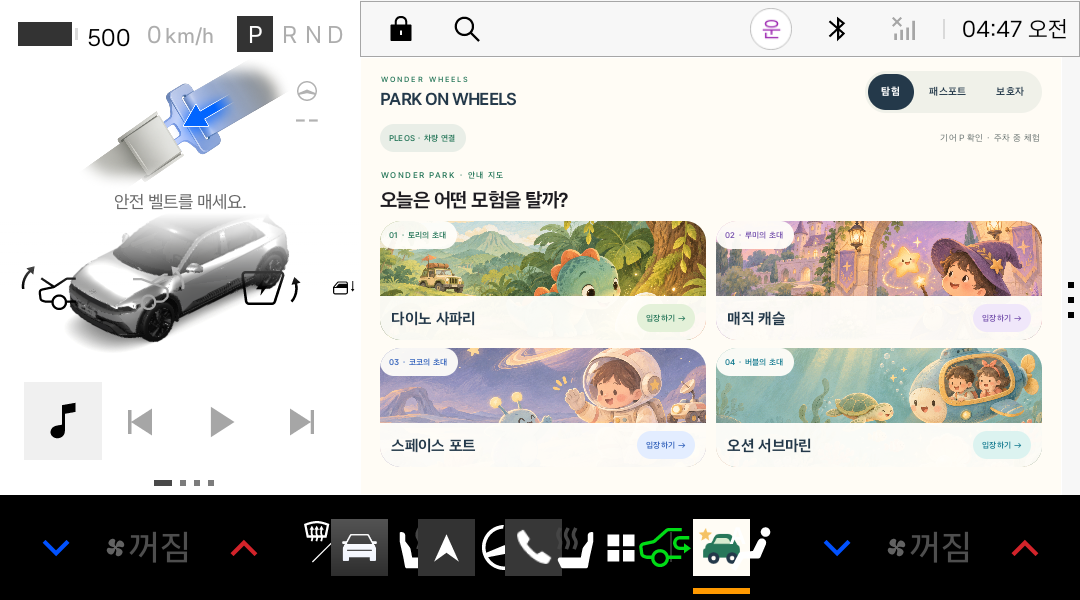 500 0 km/h P R N D
운
04:47 오전
안전 벨트를 매세요.
WONDER WHEELS
PARK ON WHEELS
탐험 패스포트 보호자
PLEOS · 차량 연결
기어 P 확인 · 주차 중 체험
WONDER PARK · 안내 지도
오늘은 어떤 모험을 탈까?
01 · 토리의 초대
다이노 사파리
입장하기 →
02 · 루미의 초대
매직 캐슬
입장하기 →
03 · 코코의 초대
스페이스 포트
입장하기 →
04 · 버블의 초대
오션 서브마린
입장하기 →
꺼짐
꺼짐